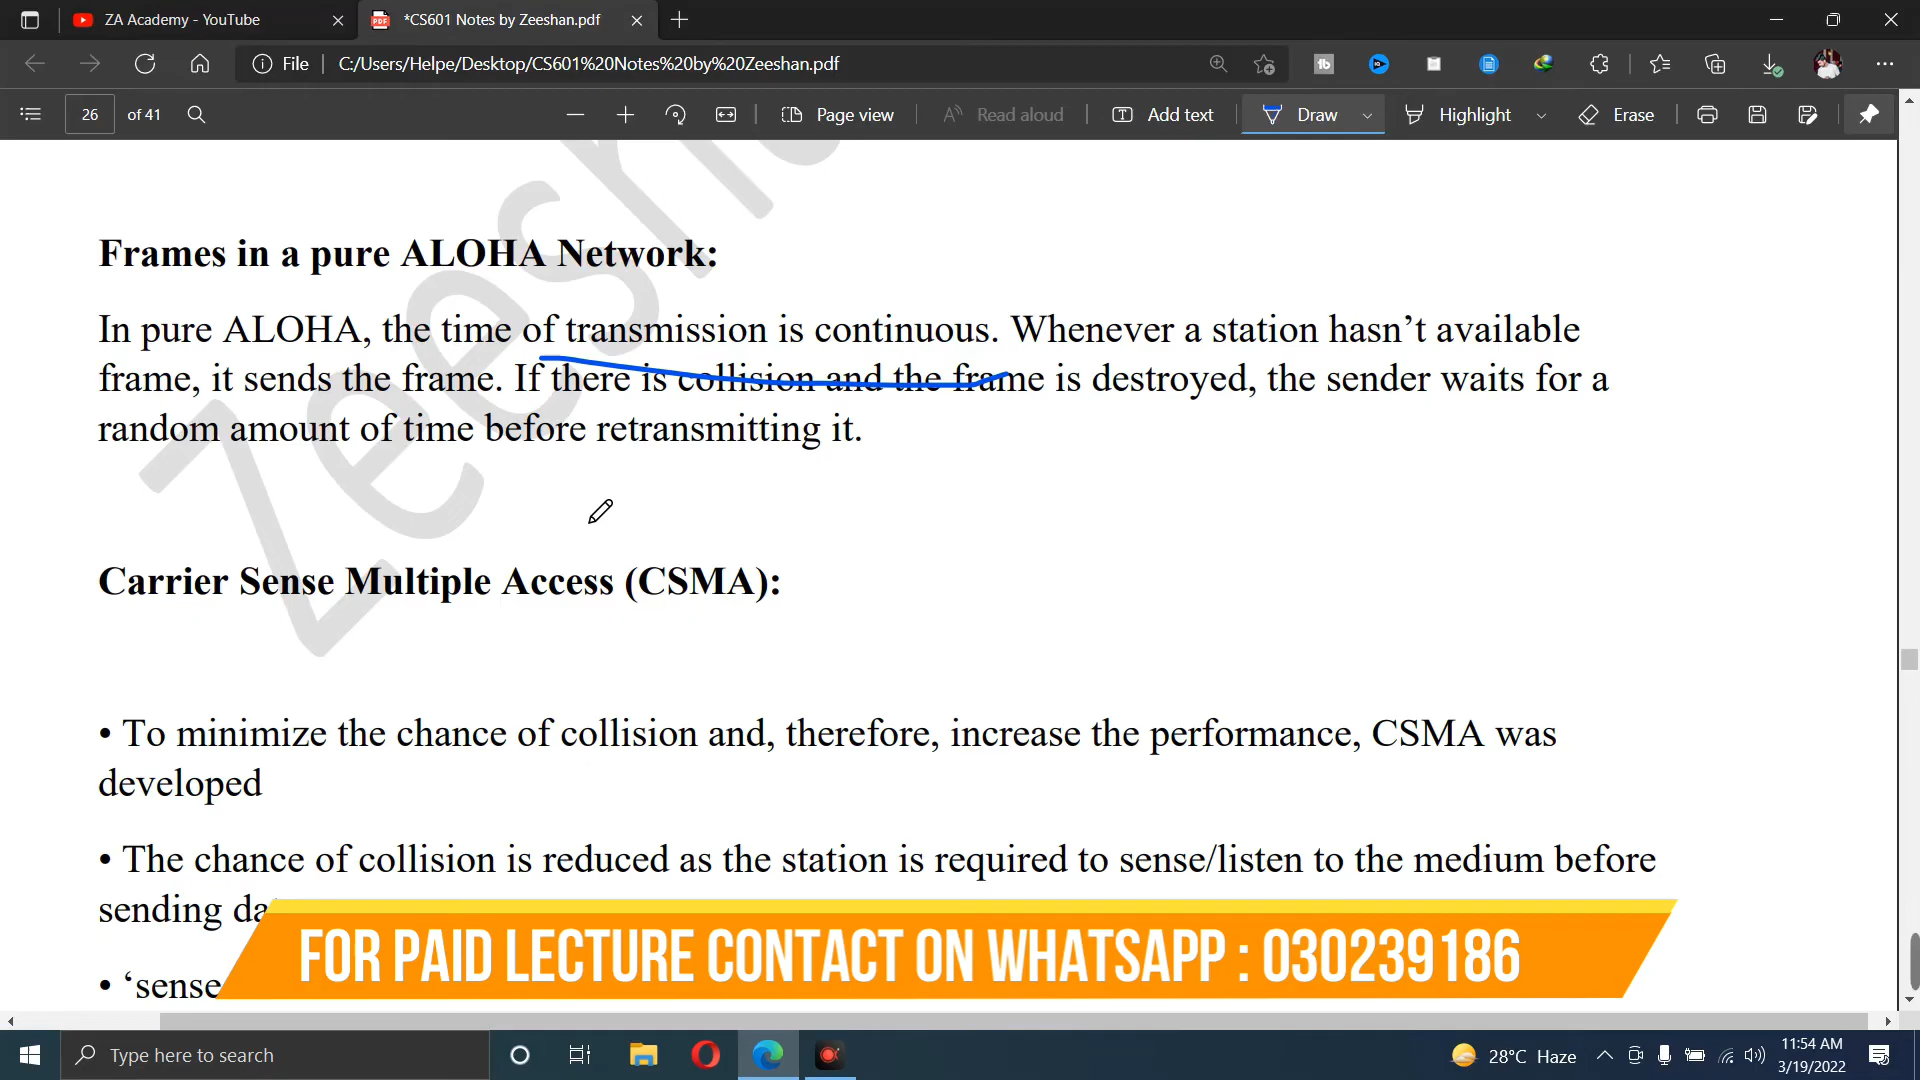 ZA Academy - YouTube
*CS601 Notes by Zeeshan.pdf
File
C:/Users/Helpe/Desktop/CS601%20Notes%20by%20Zeeshan.pdf
26 of 41
Page view
Read aloud
Add text
Draw
Highlight
Erase
Zeesh
Frames in a pure ALOHA Network:
In pure ALOHA, the time of transmission is continuous. Whenever a station hasn’t available
frame, it sends the frame. If there is collision and the frame is destroyed, the sender waits for a
random amount of time before retransmitting it.
Carrier Sense Multiple Access (CSMA):
• To minimize the chance of collision and, therefore, increase the performance, CSMA was
developed
• The chance of collision is reduced as the station is required to sense/listen to the medium before
sending da
• ‘sense
FOR PAID LECTURE CONTACT ON WHATSAPP : 030239186
Type here to search
28°C Haze
11:54 AM
3/19/2022